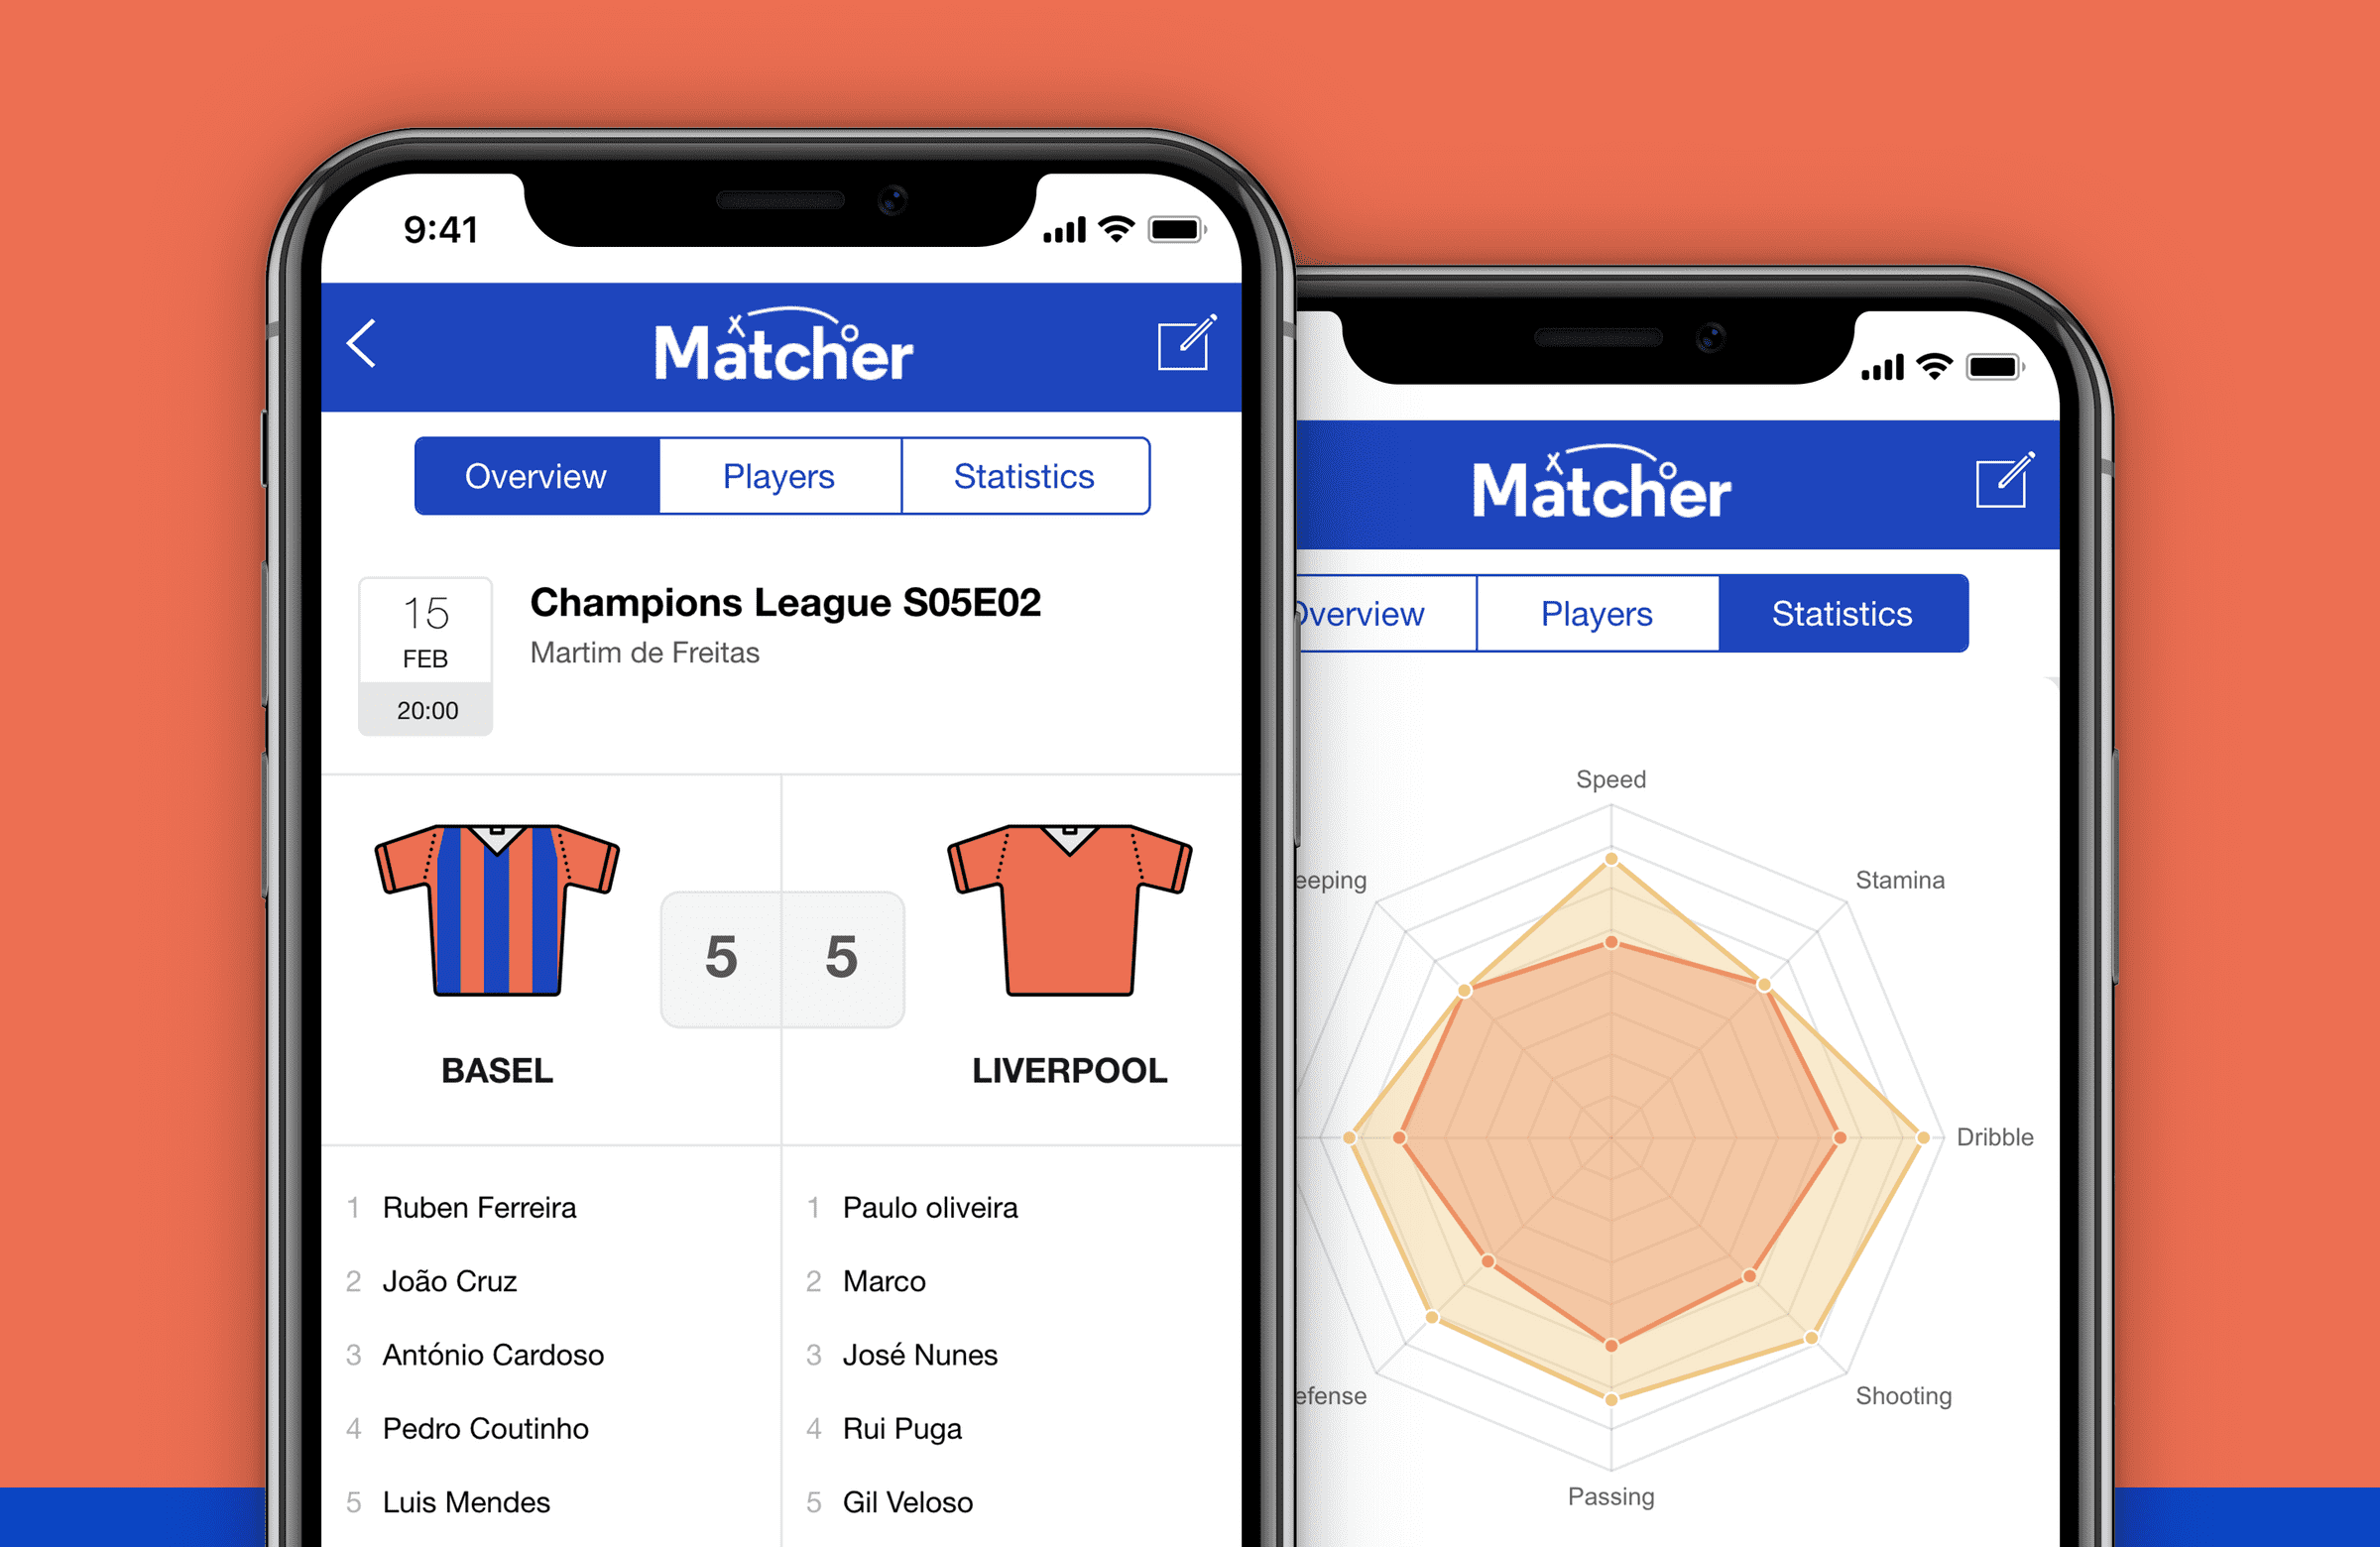 9:41
Matcher
Overview Players Statistics
15
FEB
20:00
Champions League S05E02
Martim de Freitas
5 5
BASEL LIVERPOOL
1 Ruben Ferreira
2 João Cruz
3 António Cardoso
4 Pedro Coutinho
5 Luis Mendes
1 Paulo oliveira
2 Marco
3 José Nunes
4 Rui Puga
5 Gil Veloso
Matcher
Overview Players Statistics
Speed
eeping
Stamina
Dribble
efense
Shooting
Passing